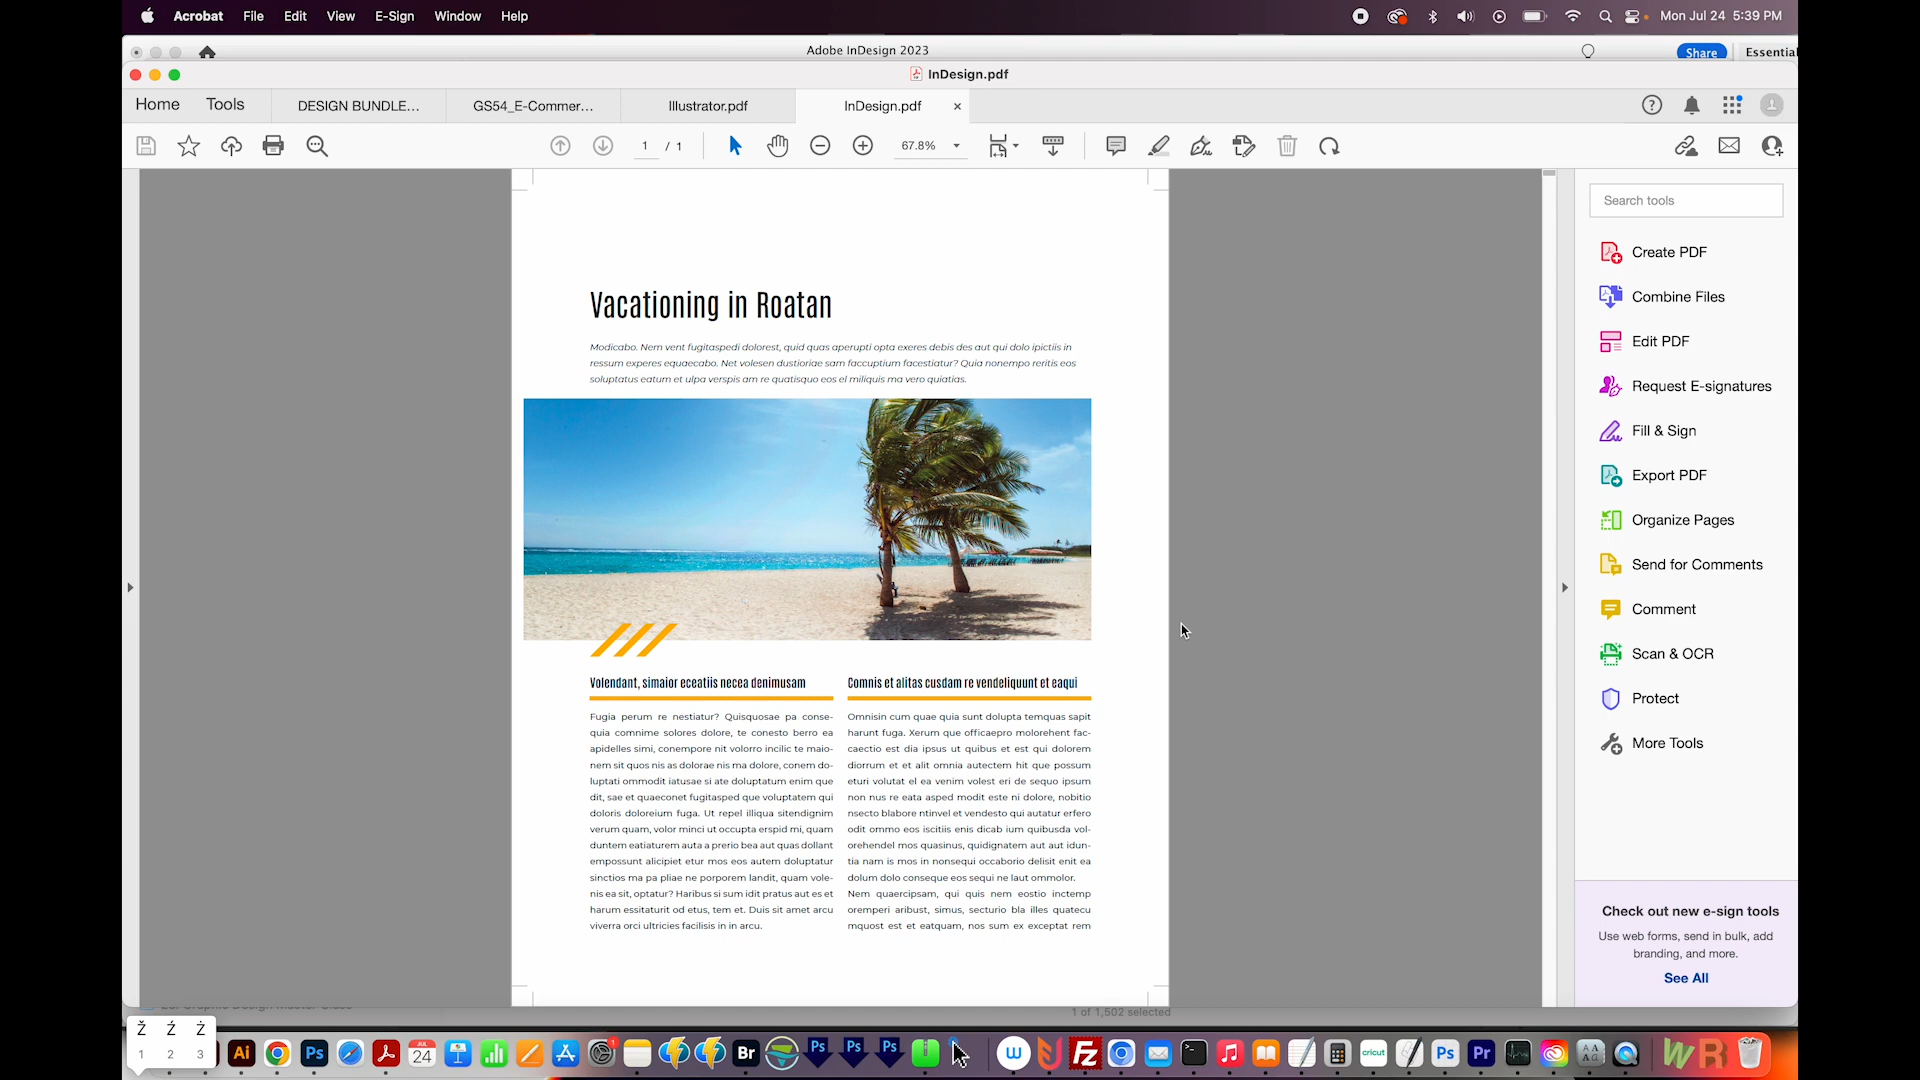 Acrobat File Edit View E-Sign Window Help Mon Jul 24 5:39 PM
Adobe InDesign 2023 Share Essential
InDesign.pdf
Home Tools DESIGN BUNDLE... GS54_E-Commer... Illustrator.pdf InDesign.pdf
1 / 1 67.8%
Vacationing in Roatan
Modicabo. Nem vent fugitaspedi dolorest, quid quas aperupti opta exeres debis des aut qui dolo ipictiis in
ressum experes equaecabo. Net volesen dustioriae sam faccuptium facestiatur? Quia nonempo reritis eos
soluptatus eatum et ulpa verspis am re quatisquo eos el miliquis ma vero quiatias.
Volendant, simaior eceatiis necea denimusam
Fugia perum re nestiatur? Quisquosae pa conse-
quia comnime solores dolore, te conesto berro ea
apidelles simi, conempore nit volorro incilic te maio-
nem sit quos nis as dolorae nis ma dolore, conem do-
luptati ommodit iatusae si ate doluptatum enim que
dit, sae et quaeconet fugitasped que voluptatem qui
doloris doloreium fuga. Ut repel illiqua sitendignim
verum quam, volor minci ut occupta erspid mi, quam
duntem eatiaturem auta a prerio bea aut quas dollant
empossunt alicipiet etur mos eos autem doluptatur
sinctios ma pa pliae ne porporem landit, quam vole-
nis ea sit, optatur? Haribus si sum idit pratus aut es et
harum essitaturit od etus, tem et. Duis sit amet arcu
viverra orci ultricies facilisis in in arcu.
Comnis et alitas cusdam re vendeliquunt et eaqui
Omnisin cum quae quia sunt dolupta temquas sapit
harunt fuga. Xerum que officaepro molorehent fac-
caectio est dia ipsus ut quibus et est qui dolorem
diorrum et et alit omnia autectem hit que possum
eturi volutat el ea venim volest eri de sequo ipsum
non nus re eata asped modit este ni dolore, nobitio
nsecto blabore ntinvel et vendesto qui autatur erfero
odit ommo eos iscitiis enis dicab ium quibusda vol-
orehendel mos quasinus, quidignatem aut aut idun-
tia nam is mos in nonsequi occaborio delisit enit ea
dolum dolo conseque eos sequi ne laut ommolor.
Nem quaercipsam, qui quis nem eostio inctemp
oremperi aribust, simus, secturio bla illes quatecu
mquost est et eatquam, nos sum ex exceptat rem
Search tools
Create PDF
Combine Files
Edit PDF
Request E-signatures
Fill & Sign
Export PDF
Organize Pages
Send for Comments
Comment
Scan & OCR
Protect
More Tools
Check out new e-sign tools
Use web forms, send in bulk, add
branding, and more.
See All
1 of 1,502 selected
Ž Ź Ż
1 2 3
Ai Ps JUL 24 1 Br Ps Ps Ps W Fz cricut Ps Pr